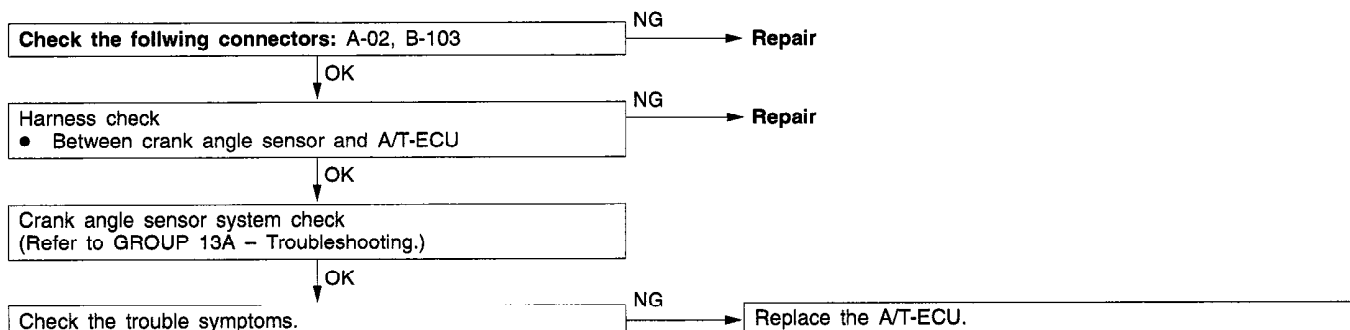 NG
Check the follwing connectors: A-02, B-103
Repair
OK
NG
Harness check
Repair
● Between crank angle sensor and A/T-ECU
OK
Crank angle sensor system check
(Refer to GROUP 13A – Troubleshooting.)
OK
NG
Check the trouble symptoms.
Replace the A/T-ECU.